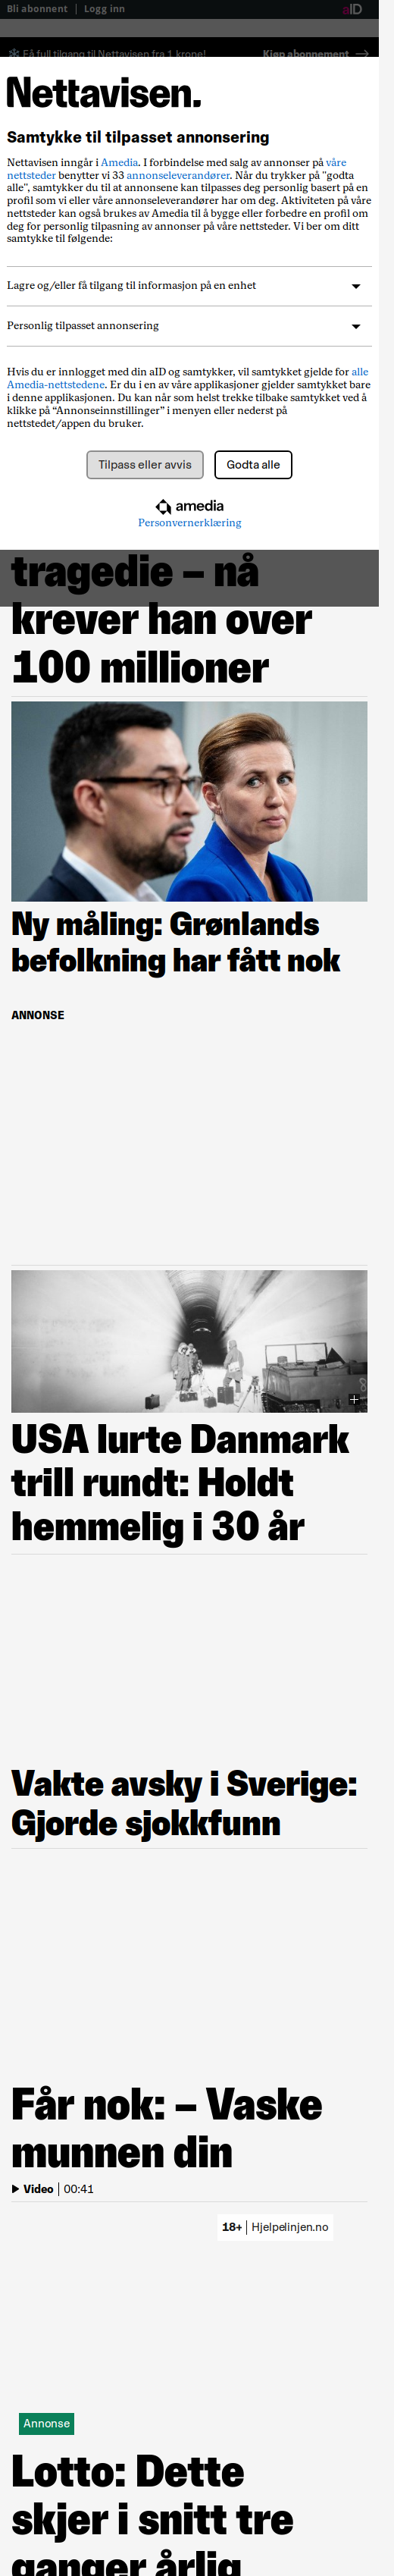 Bli abonnent | Logg inn
aID
Få full tilgang til Nettavisen fra 1 krone!
Kjøp abonnement →
Nettavisen.
Samtykke til tilpasset annonsering
Nettavisen inngår i Amedia. I forbindelse med salg av annonser på våre
nettsteder benytter vi 33 annonseleverandører. Når du trykker på "godta
alle", samtykker du til at annonsene kan tilpasses deg personlig basert på en
profil som vi eller våre annonseleverandører har om deg. Aktiviteten på våre
nettsteder kan også brukes av Amedia til å bygge eller forbedre en profil om
deg for personlig tilpasning av annonser på våre nettsteder. Vi ber om ditt
samtykke til følgende:
Lagre og/eller få tilgang til informasjon på en enhet
Personlig tilpasset annonsering
Hvis du er innlogget med din aID og samtykker, vil samtykket gjelde for alle
Amedia-nettstedene. Er du i en av våre applikasjoner gjelder samtykket bare
i denne applikasjonen. Du kan når som helst trekke tilbake samtykket ved å
klikke på “Annonseinnstillinger” i menyen eller nederst på
nettstedet/appen du bruker.
Tilpass eller avvis
Godta alle
amedia
Personvernerklæring
tragedie – nå
krever han over
100 millioner
Ny måling: Grønlands
befolkning har fått nok
ANNONSE
USA lurte Danmark
trill rundt: Holdt
hemmelig i 30 år
Vakte avsky i Sverige:
Gjorde sjokkfunn
Får nok: – Vaske
munnen din
Video | 00:41
18+ | Hjelpelinjen.no
Annonse
Lotto: Dette
skjer i snitt tre
ganger årlig